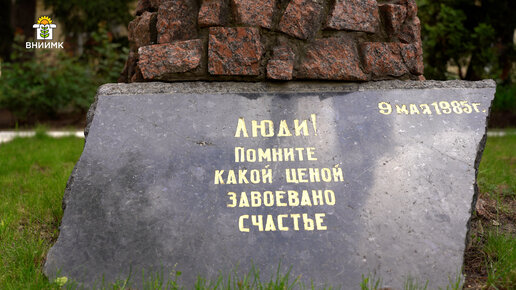 ВНИИМК
9 мая 1985г.
Люди!
Помните
какой ценой
завоевано
счастье